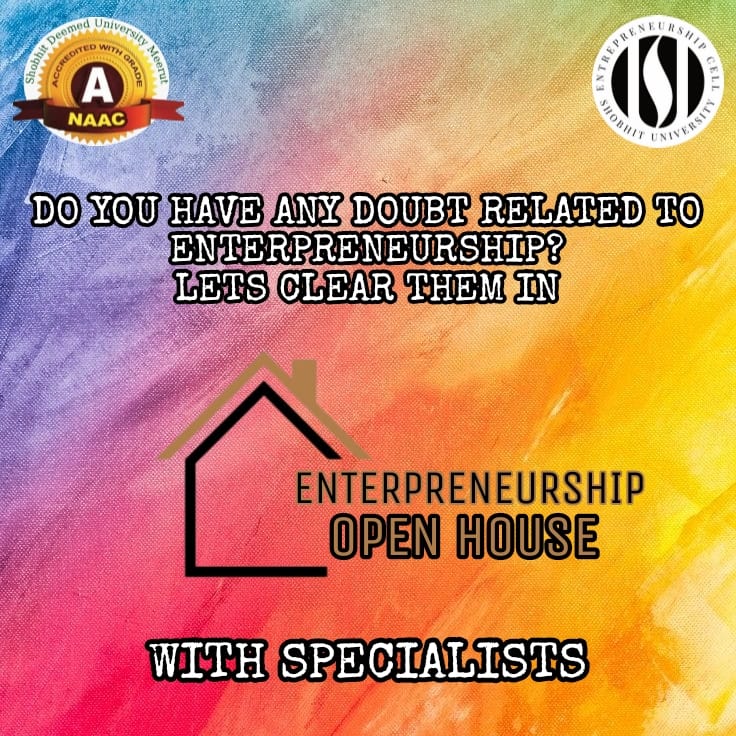 Shobhit Deemed University, Meerut
ACCREDITED WITH GRADE
A
NAAC
ENTREPRENEURSHIP CELL
SHOBHIT UNIVERSITY
DO YOU HAVE ANY DOUBT RELATED TO
ENTERPRENEURSHIP?
LETS CLEAR THEM IN
ENTERPRENEURSHIP
OPEN HOUSE
WITH SPECIALISTS